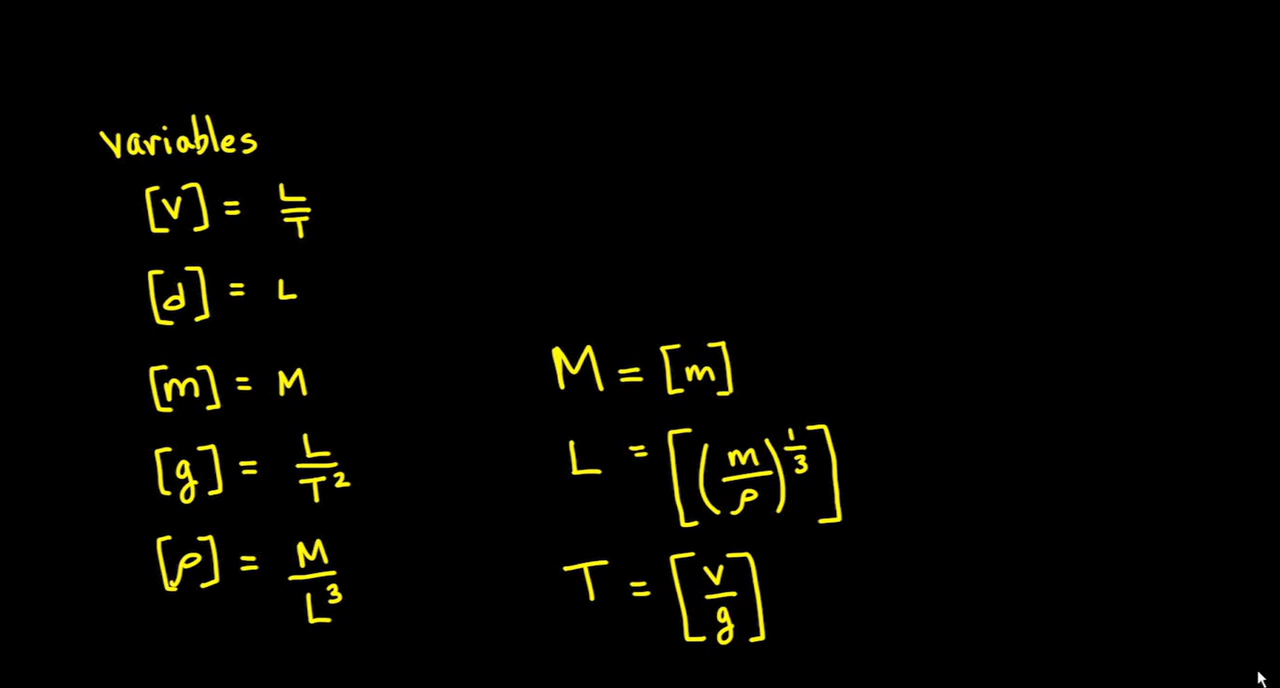 variables
[v] = L/T
[d] = L
[m] = M
[g] = L/T²
[ρ] = M/L³
M = [m]
L = [(m/ρ)^(1/3)]
T = [v/g]